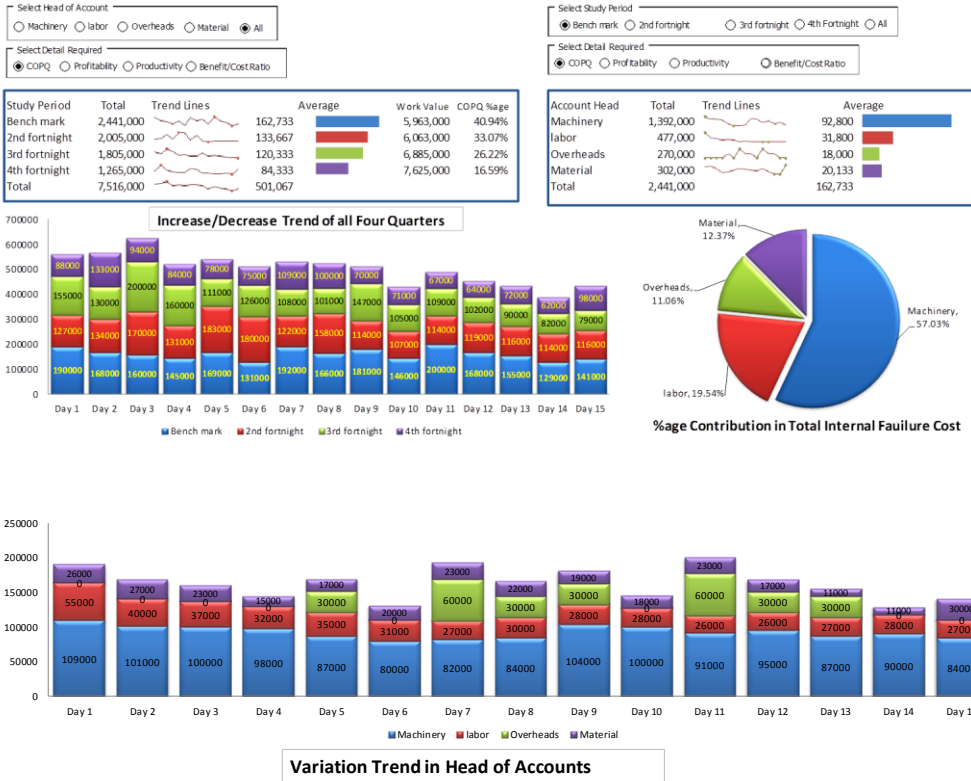 Select Head of Account
Machinery labor Overheads Material All
Select Detail Required
COPQ Profitability Productivity Benefit/Cost Ratio
Study Period Total Trend Lines Average Work Value COPQ %age
Bench mark 2,441,000 162,733 5,963,000 40.94%
2nd fortnight 2,005,000 133,667 6,063,000 33.07%
3rd fortnight 1,805,000 120,333 6,885,000 26.22%
4th fortnight 1,265,000 84,333 7,625,000 16.59%
Total 7,516,000 501,067
Select Study Period
Bench mark 2nd fortnight 3rd fortnight 4th Fortnight All
Select Detail Required
COPQ Profitability Productivity Benefit/Cost Ratio
Account Head Total Trend Lines Average
Machinery 1,392,000 92,800
labor 477,000 31,800
Overheads 270,000 18,000
Material 302,000 20,133
Total 2,441,000 162,733
Increase/Decrease Trend of all Four Quarters
700000
600000
500000
400000
300000
200000
100000
0
88000 133000 94000 84000 78000 75000 109000 100000 70000 71000 67000 64000 72000 62000 98000
155000 130000 200000 160000 111000 126000 108000 101000 147000 105000 109000 102000 90000 82000 79000
127000 134000 170000 131000 183000 180000 122000 158000 114000 107000 114000 119000 116000 114000 116000
190000 168000 160000 145000 169000 131000 192000 166000 181000 146000 200000 168000 155000 129000 141000
Day 1 Day 2 Day 3 Day 4 Day 5 Day 6 Day 7 Day 8 Day 9 Day 10 Day 11 Day 12 Day 13 Day 14 Day 15
Bench mark 2nd fortnight 3rd fortnight 4th fortnight
Material,
12.37%
Overheads,
11.06%
labor, 19.54%
Machinery,
57.03%
%age Contribution in Total Internal Fauilure Cost
250000
200000
150000
100000
50000
0
26000 27000 23000 15000 17000 20000 23000 22000 19000 18000 23000 17000 11000 11000 30000
0 0 0 0 30000 0 60000 30000 30000 0 60000 30000 30000 0 0
55000 40000 37000 32000 35000 31000 27000 30000 28000 28000 26000 26000 27000 28000 2700
109000 101000 100000 98000 87000 80000 82000 84000 104000 100000 91000 95000 87000 90000 8400
Day 1 Day 2 Day 3 Day 4 Day 5 Day 6 Day 7 Day 8 Day 9 Day 10 Day 11 Day 12 Day 13 Day 14 Day 1
Machinery labor Overheads Material
Variation Trend in Head of Accounts